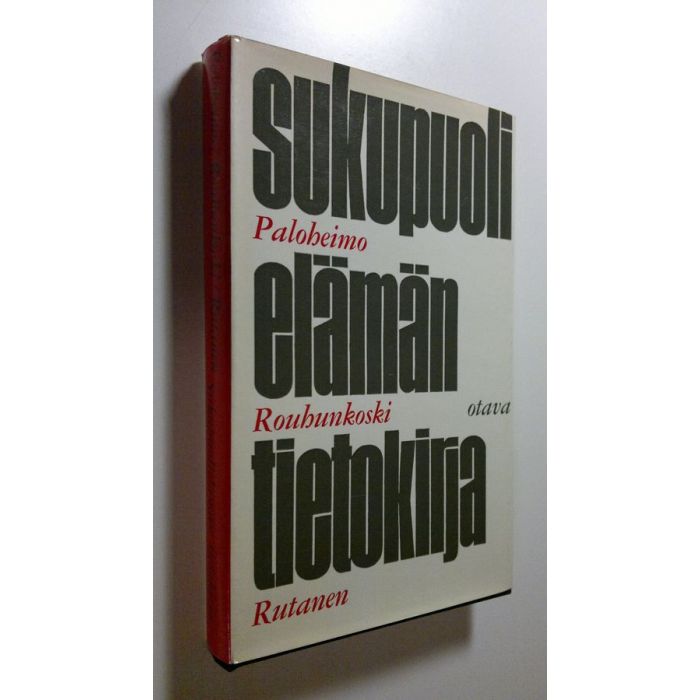 sukupuoli
Paloheimo
elämän
Rouhunkoski
otava
tietokirja
Rutanen